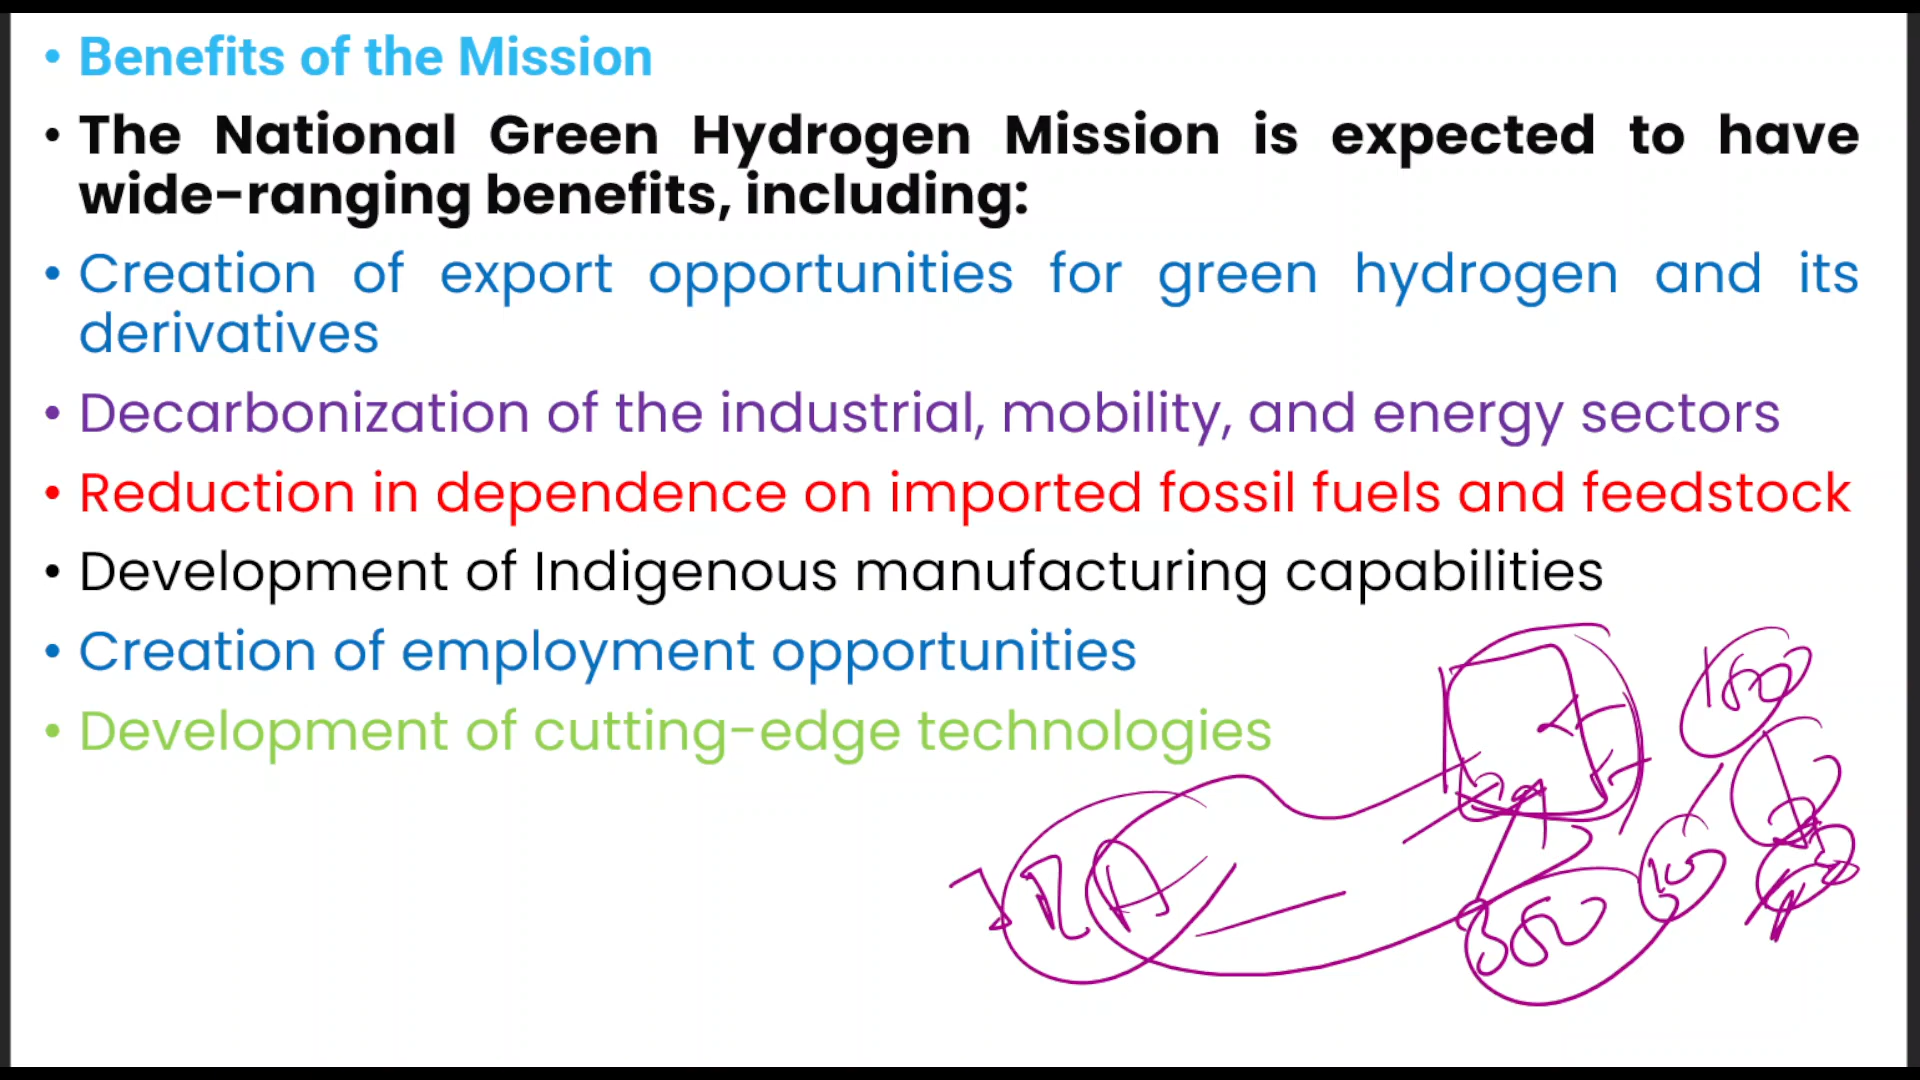 • Benefits of the Mission
• The National Green Hydrogen Mission is expected to have
wide-ranging benefits, including:
• Creation of export opportunities for green hydrogen and its
derivatives
• Decarbonization of the industrial, mobility, and energy sectors
• Reduction in dependence on imported fossil fuels and feedstock
• Development of Indigenous manufacturing capabilities
• Creation of employment opportunities
• Development of cutting-edge technologies
350